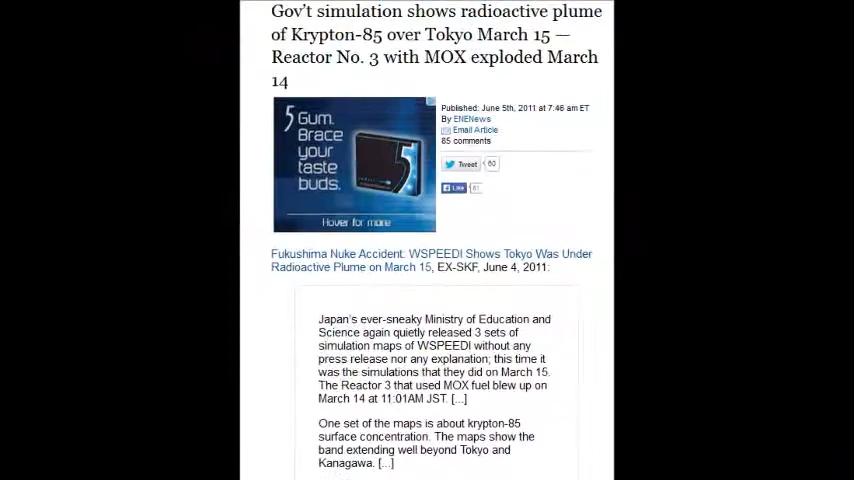 Gov't simulation shows radioactive plume
of Krypton-85 over Tokyo March 15 —
Reactor No. 3 with MOX exploded March
14
5 Gum.
Brace
your
taste
buds.
5
Hover for more
Published: June 5th, 2011 at 7:46 am ET
By ENENews
Email Article
85 comments
Tweet 60
Like 61
Fukushima Nuke Accident: WSPEEDI Shows Tokyo Was Under
Radioactive Plume on March 15, EX-SKF, June 4, 2011:
Japan's ever-sneaky Ministry of Education and
Science again quietly released 3 sets of
simulation maps of WSPEEDI without any
press release nor any explanation; this time it
was the simulations that they did on March 15.
The Reactor 3 that used MOX fuel blew up on
March 14 at 11:01AM JST. [...]
One set of the maps is about krypton-85
surface concentration. The maps show the
band extending well beyond Tokyo and
Kanagawa. [...]